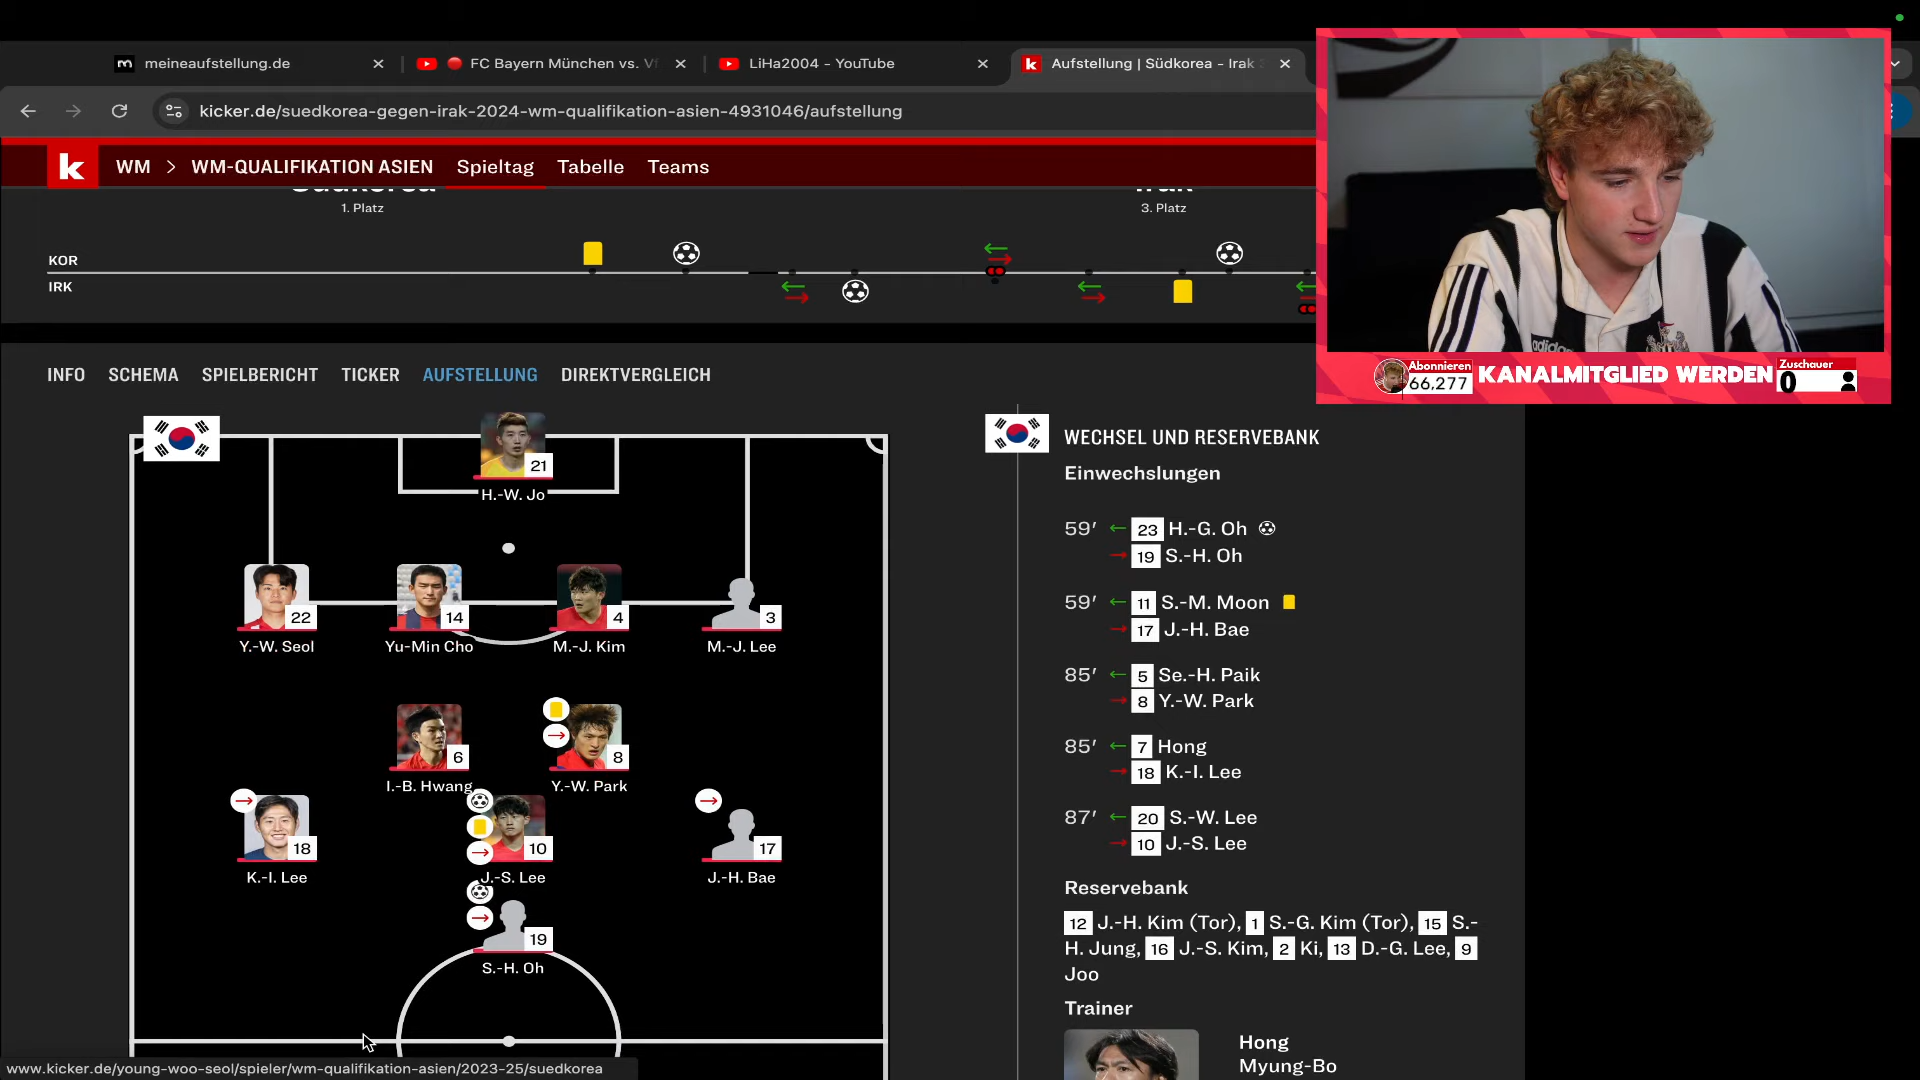 meineaufstellung.de
FC Bayern München vs. Vf
LiHa2004 - YouTube
Aufstellung | Südkorea - Irak
kicker.de/suedkorea-gegen-irak-2024-wm-qualifikation-asien-4931046/aufstellung
k
WM > WM-QUALIFIKATION ASIEN
Spieltag
Tabelle
Teams
Südkorea
Irak
1. Platz
3. Platz
KOR
IRK
Abonnieren
66,277
KANALMITGLIED WERDEN
Zuschauer
0
adidas
INFO
SCHEMA
SPIELBERICHT
TICKER
AUFSTELLUNG
DIREKTVERGLEICH
21
H.-W. Jo
22
Y.-W. Seol
14
Yu-Min Cho
4
M.-J. Kim
3
M.-J. Lee
6
I.-B. Hwang
8
Y.-W. Park
18
K.-I. Lee
10
J.-S. Lee
17
J.-H. Bae
19
S.-H. Oh
WECHSEL UND RESERVEBANK
Einwechslungen
59' 23 H.-G. Oh
19 S.-H. Oh
59' 11 S.-M. Moon
17 J.-H. Bae
85' 5 Se.-H. Paik
8 Y.-W. Park
85' 7 Hong
18 K.-I. Lee
87' 20 S.-W. Lee
10 J.-S. Lee
Reservebank
12 J.-H. Kim (Tor), 1 S.-G. Kim (Tor), 15 S.-
H. Jung, 16 J.-S. Kim, 2 Ki, 13 D.-G. Lee, 9
Joo
Trainer
Hong
Myung-Bo
www.kicker.de/young-woo-seol/spieler/wm-qualifikation-asien/2023-25/suedkorea